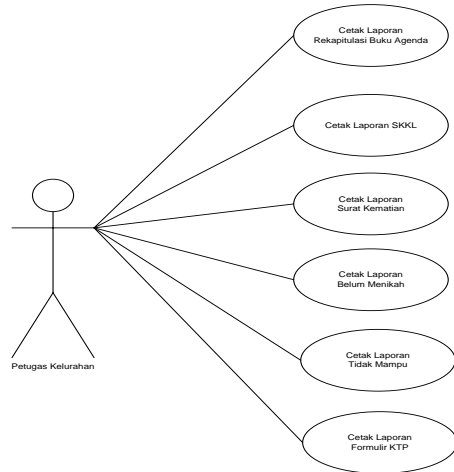 Cetak Laporan
Rekapitulasi Buku Agenda
Cetak Laporan SKKL
Cetak Laporan
Surat Kematian
Cetak Laporan
Belum Menikah
Cetak Laporan
Tidak Mampu
Cetak Laporan
Formulir KTP
Petugas Kelurahan